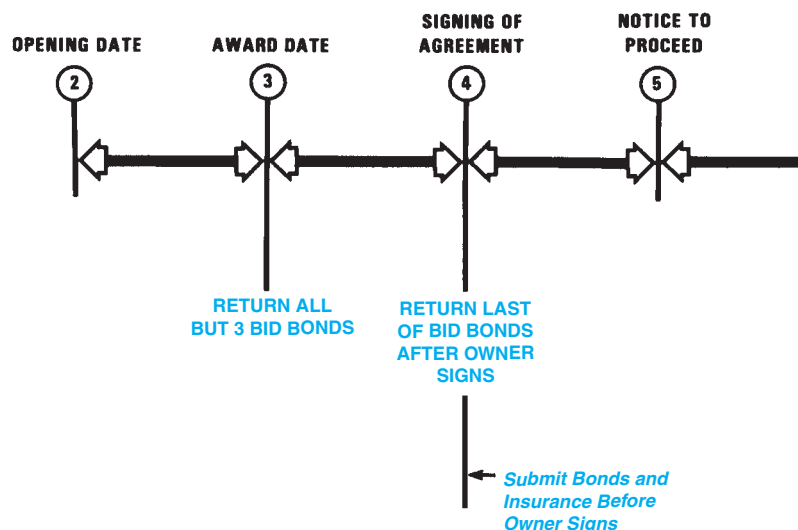 SIGNING OF
AGREEMENT
NOTICE TO
PROCEED
OPENING DATE
AWARD DATE
2
3
4
5
RETURN ALL
BUT 3 BID BONDS
RETURN LAST
OF BID BONDS
AFTER OWNER
SIGNS
Submit Bonds and
Insurance Before
Owner Signs